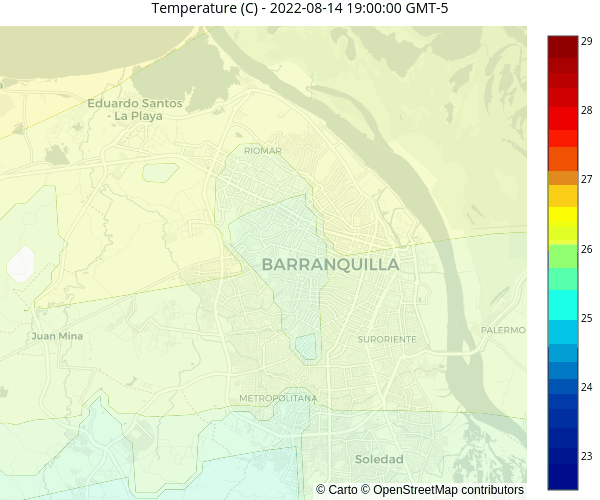 Temperature (C) - 2022-08-14 19:00:00 GMT-5
29
28
27
26
25
24
23
Eduardo Santos
- La Playa
RIOMAR
BARRANQUILLA
Juan Mina
SURORIENTE
PALERMO
METROPOLITANA
Soledad
© Carto © OpenStreetMap contributors